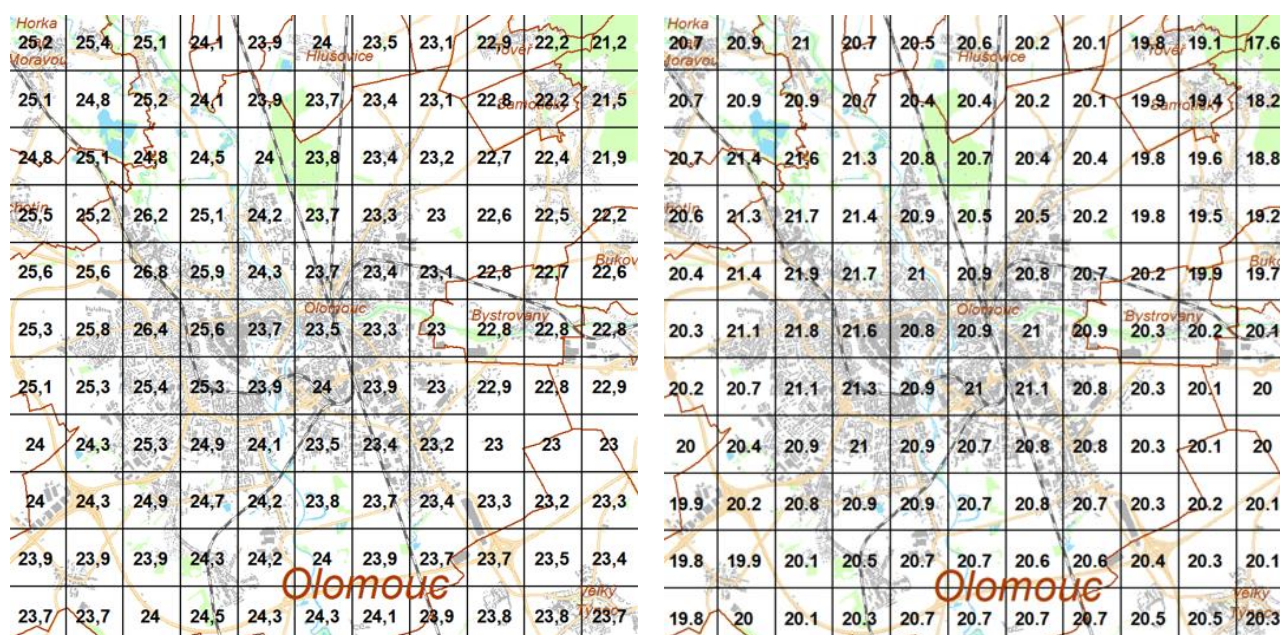 Horka
nad
Moravou
25,2 25,4 25,1 24,1 23,9 24 23,5 23,1 22,9 22,2 21,2
Hlušovice
Tovéř
25,1 24,8 25,2 24,1 23,9 23,7 23,4 23,1 22,8 22,2 21,5
Samotišky
24,8 25,1 24,8 24,5 24 23,8 23,4 23,2 22,7 22,4 21,9
25,5 25,2 26,2 25,1 24,2 23,7 23,3 23 22,6 22,5 22,2
Bukov
25,6 25,6 26,8 25,9 24,3 23,7 23,4 23,1 22,8 22,7 22,6
Olomouc
Bystrovany
25,3 25,8 26,4 25,6 23,7 23,5 23,3 23 22,8 22,8 22,8
25,1 25,3 25,4 25,3 23,9 24 23,9 23 22,9 22,8 22,9
24 24,3 25,3 24,9 24,1 23,5 23,4 23,2 23 23 23
24 24,3 24,9 24,7 24,2 23,8 23,7 23,4 23,3 23,2 23,3
23,9 23,9 23,9 24,3 24,2 24 23,9 23,7 23,7 23,5 23,4
Olomouc
Velký
Týnec
23,7 23,7 24 24,5 24,3 24,3 24,1 23,9 23,8 23,8 23,7
Horka
nad
Moravou
20.7 20.9 21 20.7 20.5 20.6 20.2 20.1 19.8 19.1 17.6
Hlušovice
Tovéř
20.7 20.9 20.9 20.7 20.4 20.4 20.2 20.1 19.9 19.4 18.2
Samotišky
20.7 21.4 21.6 21.3 20.8 20.7 20.4 20.4 19.8 19.6 18.8
20.6 21.3 21.7 21.4 20.9 20.5 20.5 20.2 19.8 19.5 19.2
Buko
20.4 21.4 21.9 21.7 21 20.9 20.8 20.7 20.2 19.9 19.7
Olomouc
Bystrovany
20.3 21.1 21.8 21.6 20.8 20.9 21 20.9 20.3 20.2 20.1
20.2 20.7 21.1 21.3 20.9 21 21.1 20.8 20.3 20.1 20
20 20.4 20.9 21 20.9 20.7 20.8 20.8 20.3 20.1 20
19.9 20.2 20.8 20.9 20.9 20.7 20.8 20.7 20.3 20.2 20.1
19.8 19.9 20.1 20.5 20.7 20.7 20.6 20.6 20.4 20.3 20.1
Olomouc
Velký
Týnec
19.8 20 20.1 20.3 20.7 20.7 20.7 20.7 20.5 20.5 20.3